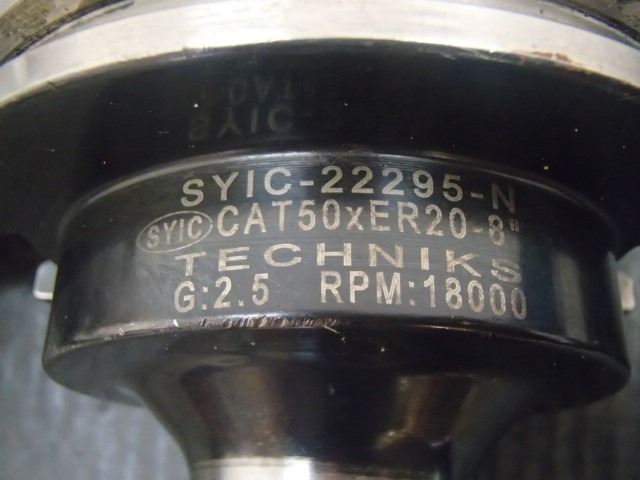 SYIC-22295-N
SYIC CAT50xER20-8"
TECHNIKS
G:2.5 RPM:18000